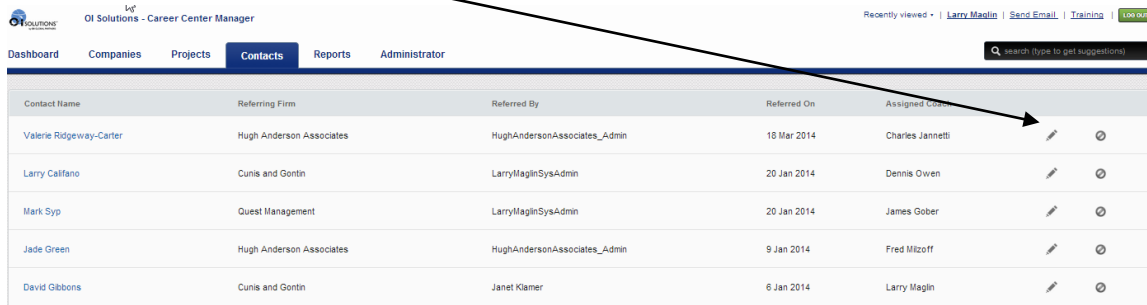 OI SOLUTIONS
OI Solutions - Career Center Manager
Recently viewed | Larry Maglin | Send Email | Training | LOG OUT
Dashboard Companies Projects Contacts Reports Administrator
search (type to get suggestions)
Contact Name Referring Firm Referred By Referred On Assigned Coach
Valerie Ridgeway-Carter Hugh Anderson Associates HughAndersonAssociates_Admin 18 Mar 2014 Charles Jannetti
Larry Califano Cunis and Gontin LarryMaglinSysAdmin 20 Jan 2014 Dennis Owen
Mark Syp Quest Management LarryMaglinSysAdmin 20 Jan 2014 James Gober
Jade Green Hugh Anderson Associates HughAndersonAssociates_Admin 9 Jan 2014 Fred Milzoff
David Gibbons Cunis and Gontin Janet Klamer 6 Jan 2014 Larry Maglin